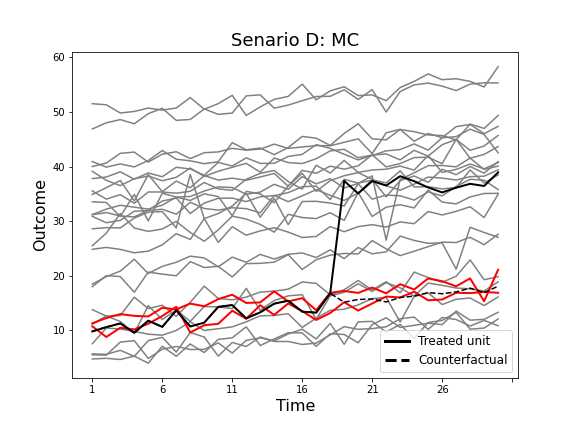 Senario D: MC
60
50
40
30
20
10
Outcome
Treated unit
Counterfactual
1 6 11 16 21 26
Time